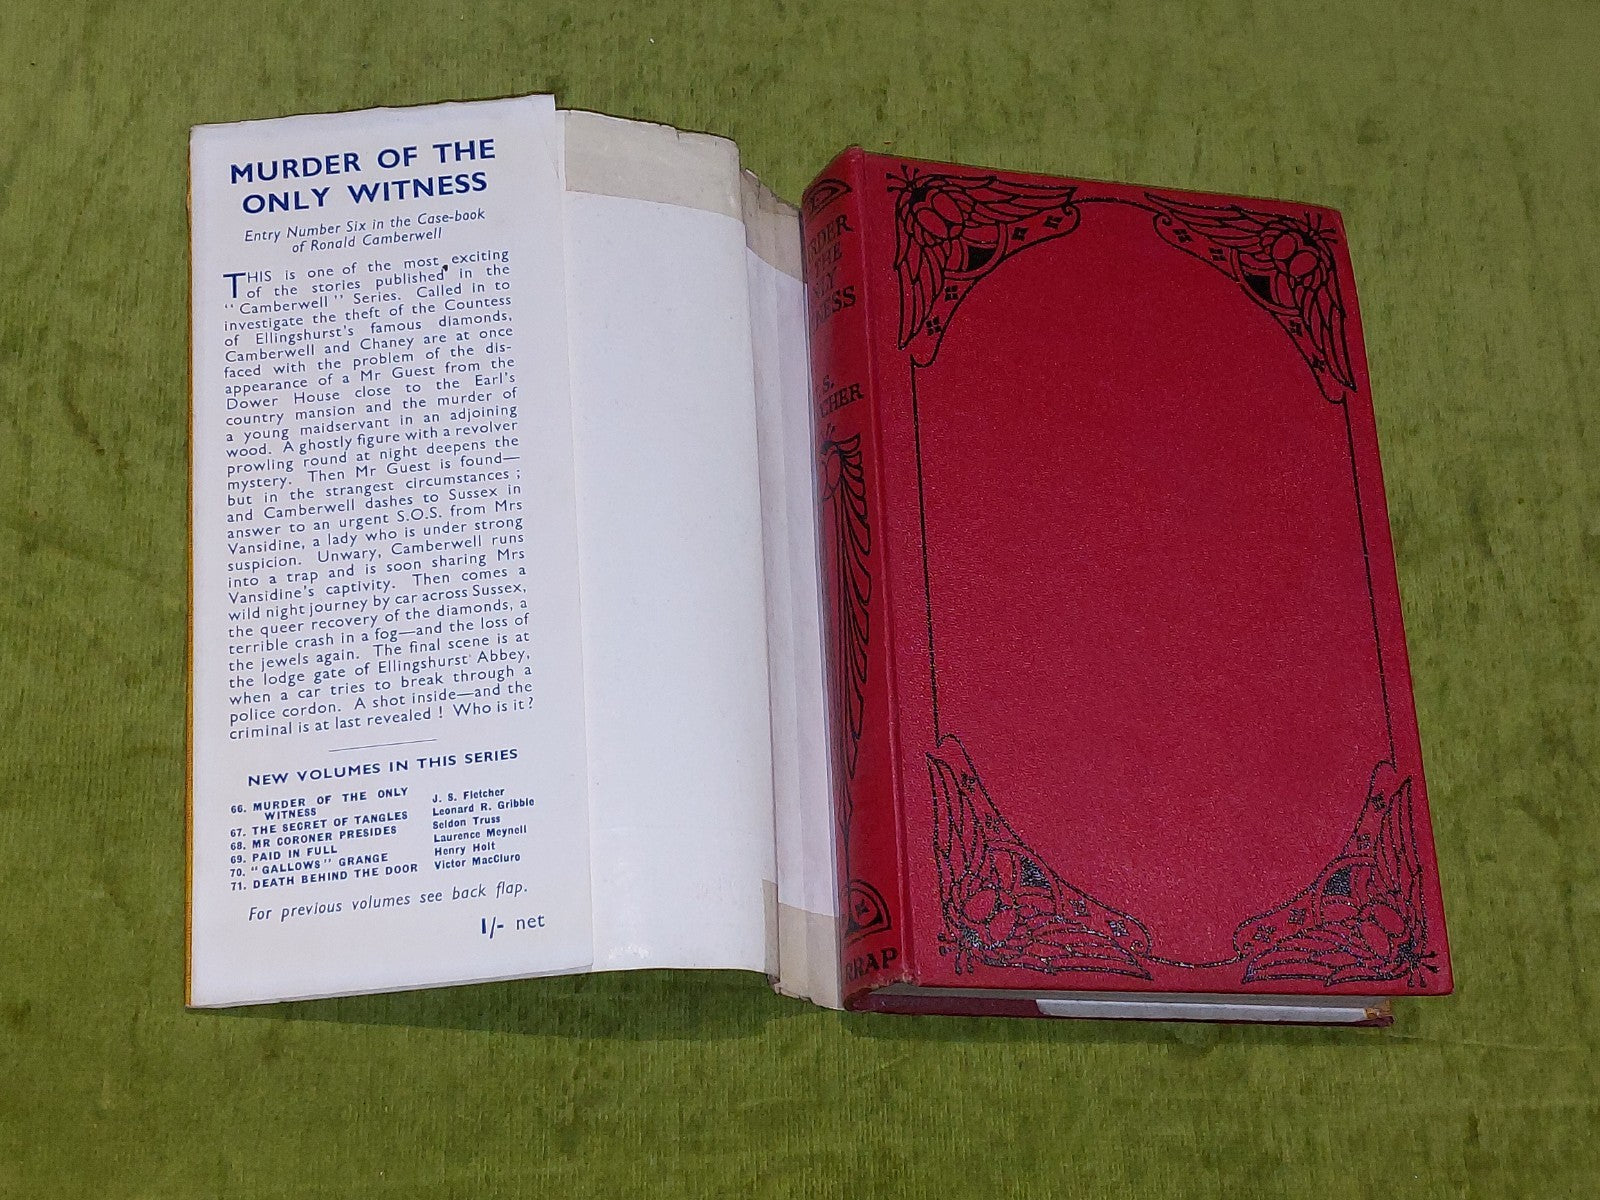 MURDER OF THE
ONLY WITNESS
Entry Number Six in the Case-book
of Ronald Camberwell
THIS is one of the most exciting
of the stories published in the
"Camberwell" Series. Called in to
investigate the theft of the Countess
of Ellingshurst's famous diamonds,
Camberwell and Chaney are at once
faced with the problem of the dis-
appearance of a Mr Guest from the
Dower House close to the Earl's
country mansion and the murder of
a young maidservant in an adjoining
wood. A ghostly figure with a revolver
prowling round at night deepens the
mystery. Then Mr Guest is found—
but in the strangest circumstances;
and Camberwell dashes to Sussex in
answer to an urgent S.O.S. from Mrs
Vansidine, a lady who is under strong
suspicion. Unwary, Camberwell runs
into a trap and is soon sharing Mrs
Vansidine's captivity. Then comes a
wild night journey by car across Sussex,
the queer recovery of the diamonds, a
terrible crash in a fog—and the loss of
the jewels again. The final scene is at
the lodge gate of Ellingshurst Abbey,
when a car tries to break through a
police cordon. A shot inside—and the
criminal is at last revealed! Who is it?
NEW VOLUMES IN THIS SERIES
66. MURDER OF THE ONLY WITNESS J. S. Fletcher
67. THE SECRET OF TANGLES Leonard R. Gribble
68. MR CORONER PRESIDES Seldon Truss
69. PAID IN FULL Laurence Meynell
70. "GALLOWS" GRANGE Henry Holt
71. DEATH BEHIND THE DOOR Victor MacCluro
For previous volumes see back flap.
1/- net
RDER
THE
NLY
NESS
S.
CHER
RRAP